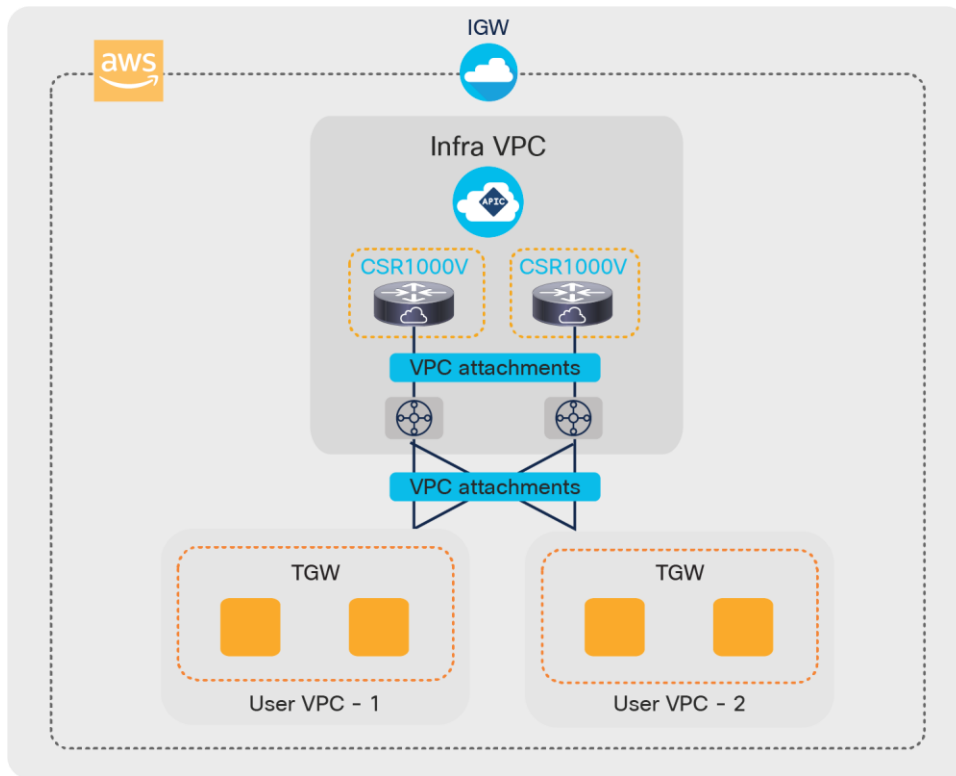 IGW
aws
Infra VPC
APIC
CSR1000V CSR1000V
VPC attachments
VPC attachments
TGW TGW
User VPC - 1 User VPC - 2